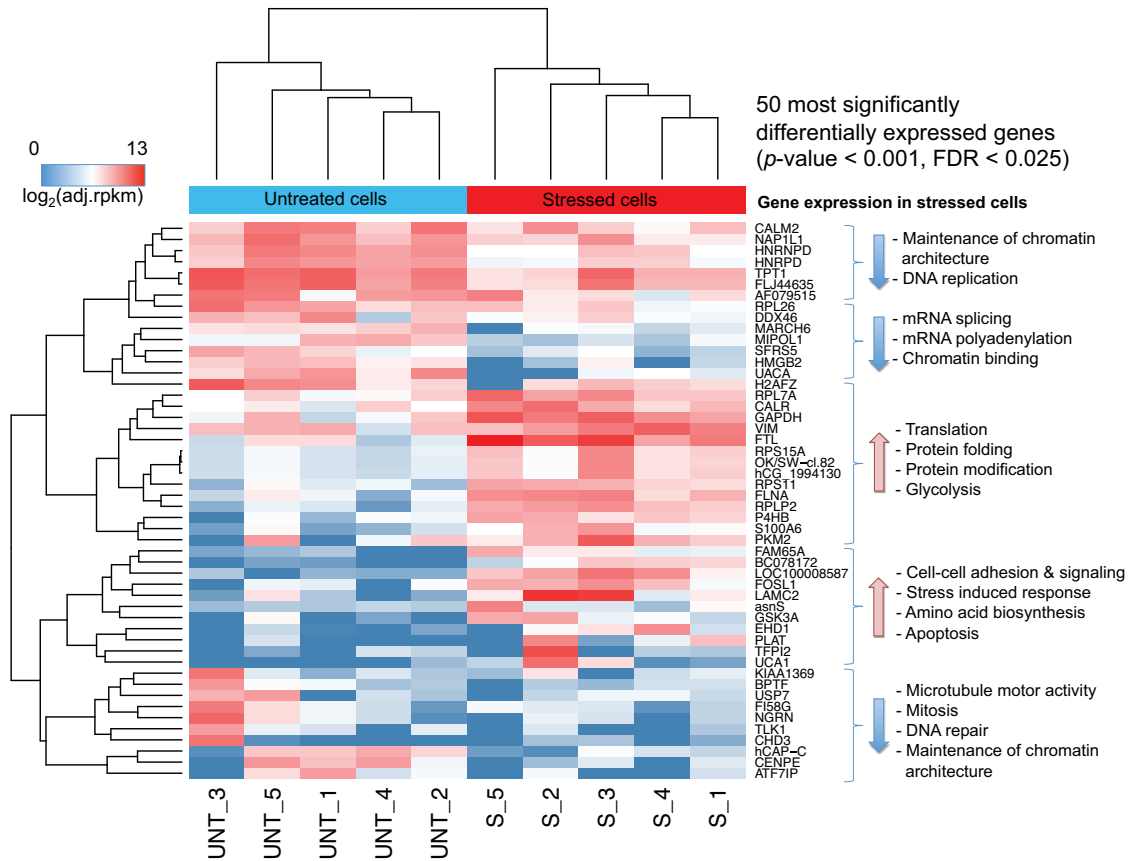 50 most significantly
differentially expressed genes
(p-value < 0.001, FDR < 0.025)
0 13
log2(adj.rpkm)
Untreated cells
Stressed cells
Gene expression in stressed cells
CALM2
NAP1L1
HNRNPD
HNRPD
TPT1
FLJ44635
AF079515
RPL26
DDX46
MARCH6
MIPOL1
SFRS5
HMGB2
UACA
H2AFZ
RPL7A
CALR
GAPDH
VIM
FTL
RPS15A
OK/SW−cl.82
hCG_1994130
RPST1
FLNA
RPLP2
P4HB
S100A6
PKM2
FAM65A
BC078172
LOC100008587
FOSL1
LAMC2
asnS
GSK3A
EHD1
PLAT
TFPI2
UCA1
KIAA1369
BPTF
USP7
FI58G
NGRN
TLK1
CHD3
hCAP−C
CENPE
ATF7IP
- Maintenance of chromatin
architecture
- DNA replication
- mRNA splicing
- mRNA polyadenylation
- Chromatin binding
- Translation
- Protein folding
- Protein modification
- Glycolysis
- Cell-cell adhesion & signaling
- Stress induced response
- Amino acid biosynthesis
- Apoptosis
- Microtubule motor activity
- Mitosis
- DNA repair
- Maintenance of chromatin
architecture
UNT_3
UNT_5
UNT_1
UNT_4
UNT_2
S_5
S_2
S_3
S_4
S_1